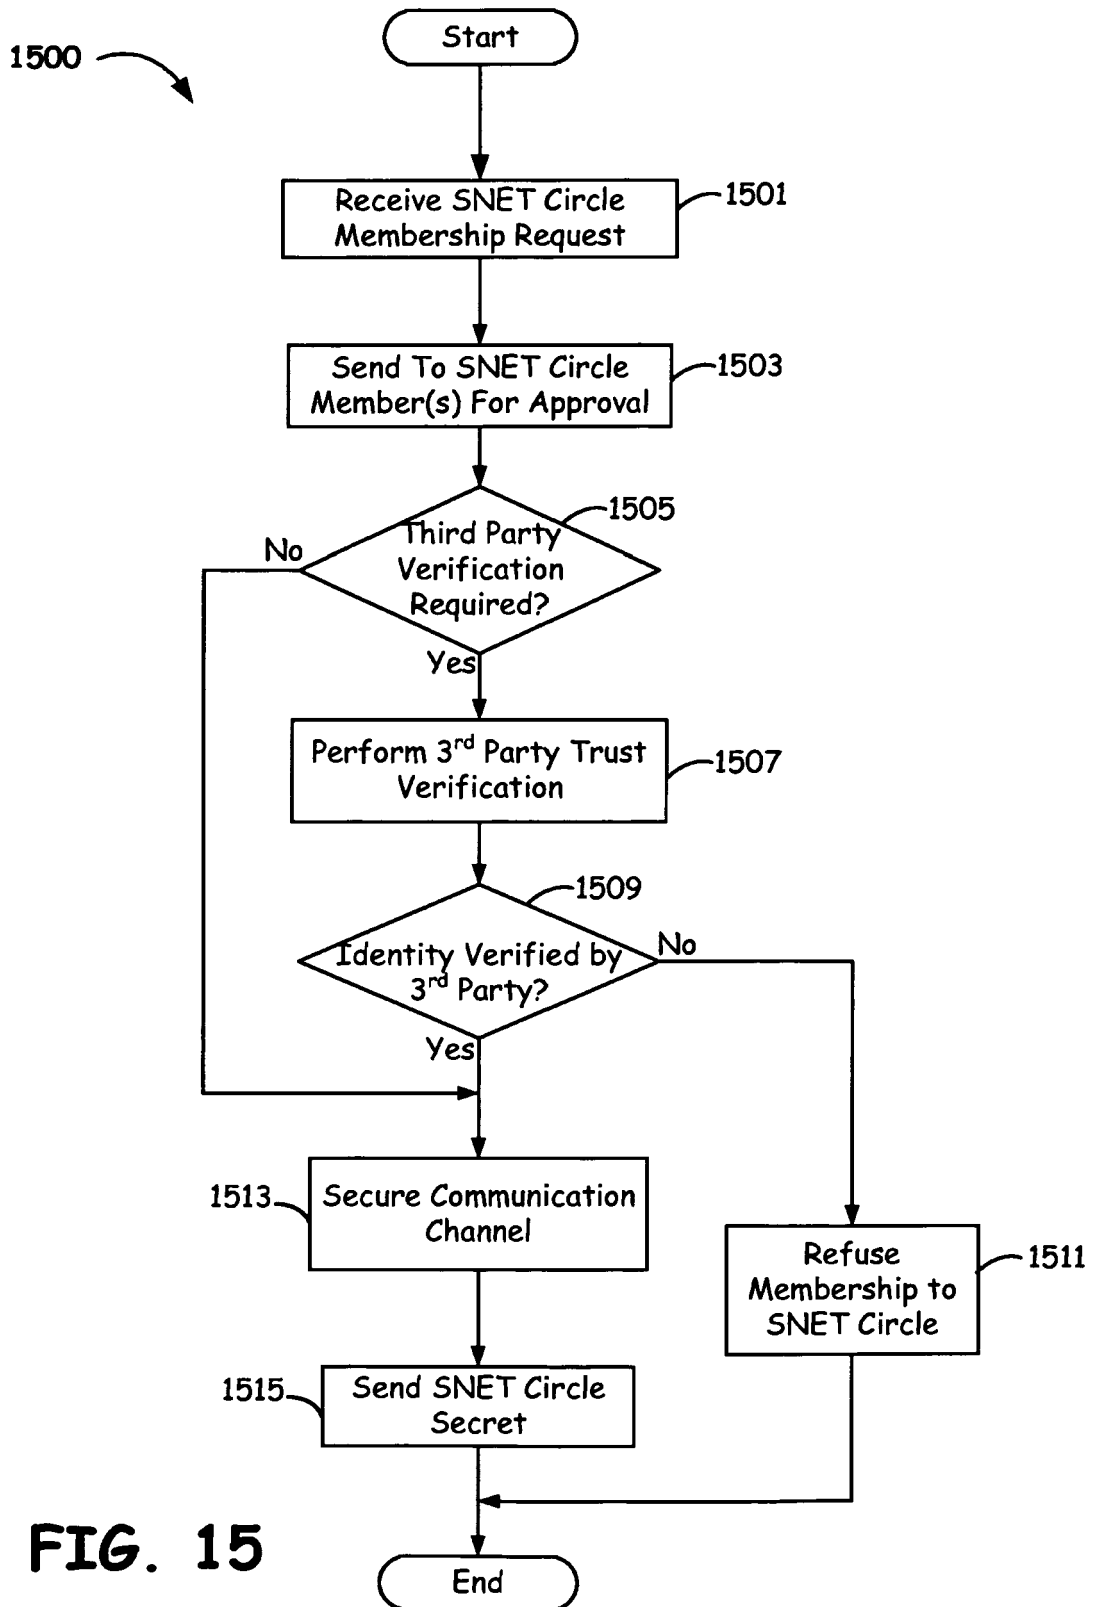 Start
1500
Receive SNET Circle
Membership Request
1501
Send To SNET Circle
Member(s) For Approval
1503
1505
Third Party
Verification
Required?
No
Yes
Perform 3rd Party Trust
Verification
1507
1509
Identity Verified by
3rd Party?
No
Yes
1513
Secure Communication
Channel
Refuse
Membership to
SNET Circle
1511
1515
Send SNET Circle
Secret
FIG. 15
End